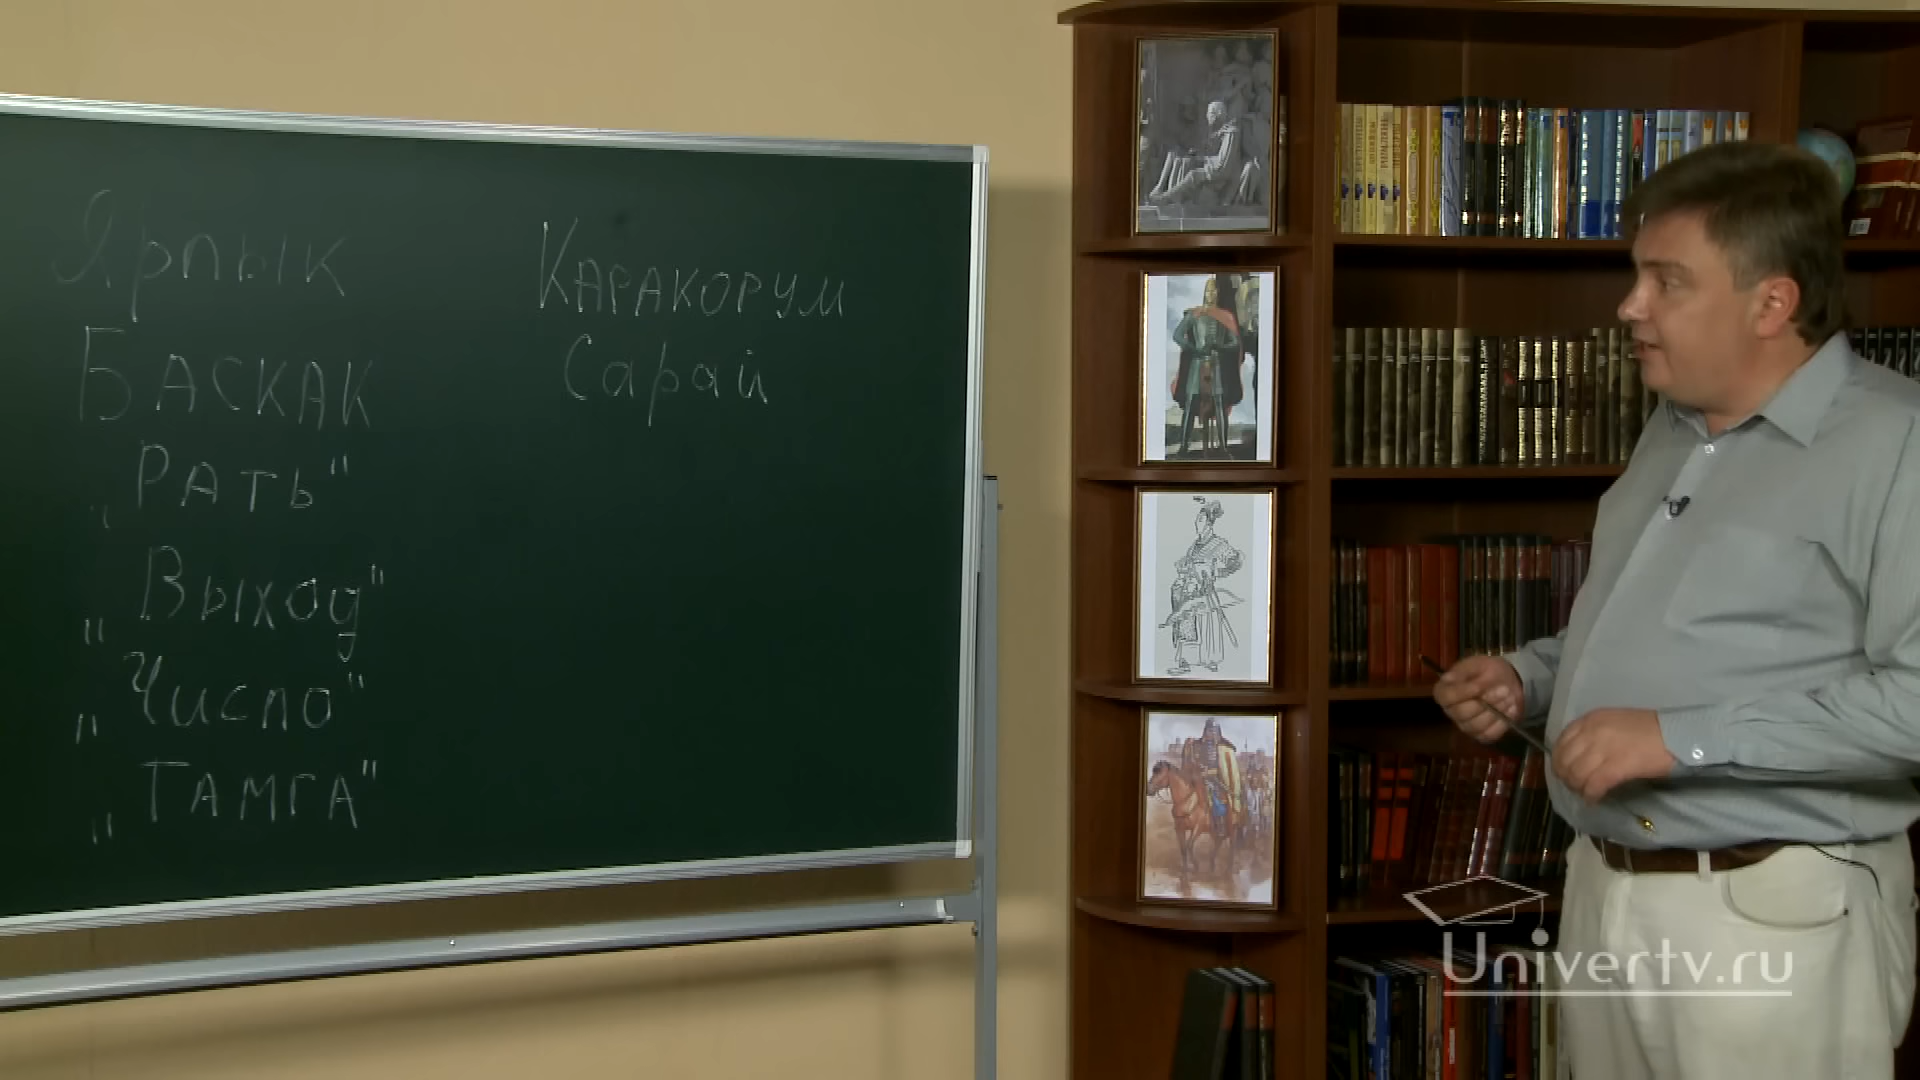 Ярлык
Баскак
„Рать"
„Выход"
„Число"
„Тамга"
Каракорум
Сарай
Univertv.ru